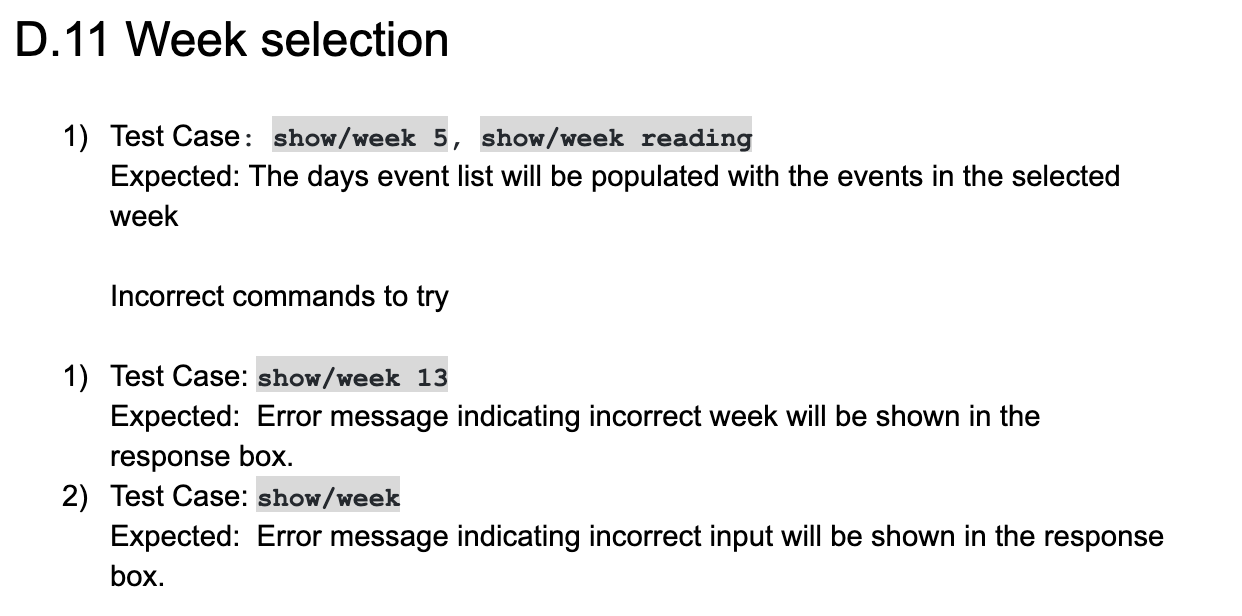 D.11 Week selection
1) Test Case: show/week 5, show/week reading
Expected: The days event list will be populated with the events in the selected
week
Incorrect commands to try
1) Test Case: show/week 13
Expected:  Error message indicating incorrect week will be shown in the
response box.
2) Test Case: show/week
Expected:  Error message indicating incorrect input will be shown in the response
box.